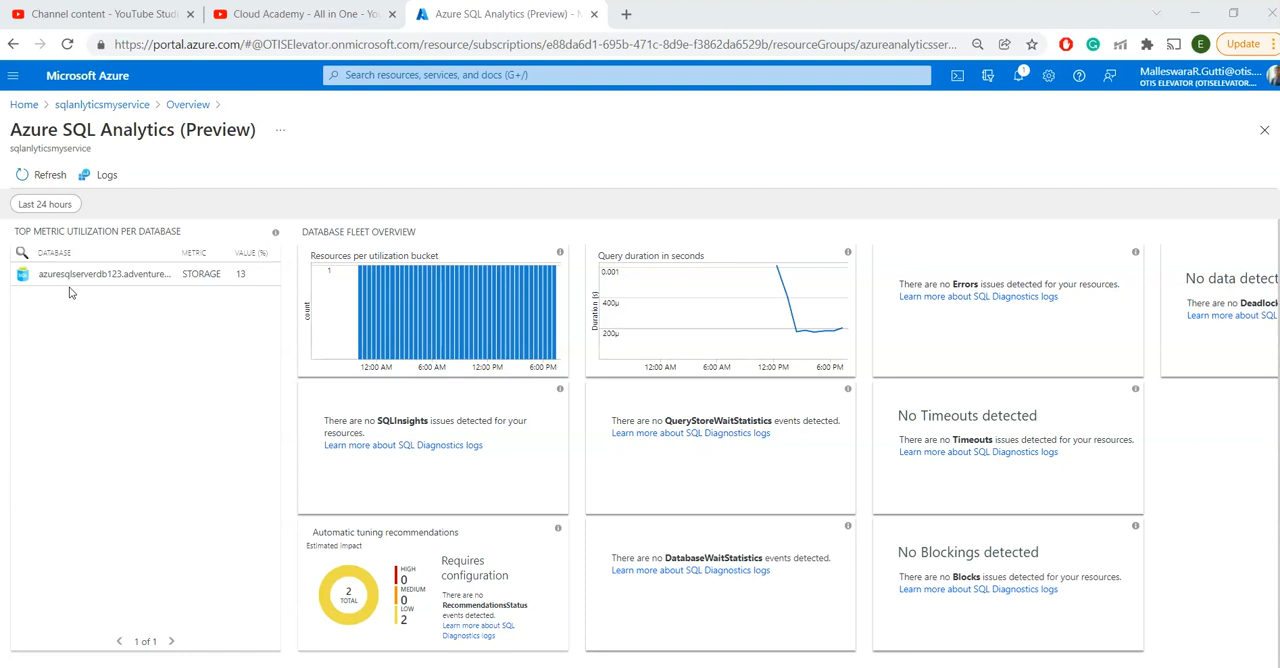 Channel content - YouTube Studi
Cloud Academy - All in One - Yo
Azure SQL Analytics (Preview) - M
https://portal.azure.com/#@OTISElevator.onmicrosoft.com/resource/subscriptions/e88da6d1-695b-471c-8d9e-f3862da6529b/resourceGroups/azureanalyticsser...
E
Update
Microsoft Azure
Search resources, services, and docs (G+/)
1
MalleswaraR.Gutti@otis....
OTIS ELEVATOR (OTISELEVATOR....
Home > sqlanlyticsmyservice > Overview >
Azure SQL Analytics (Preview) ...
sqlanlyticsmyservice
Refresh Logs
Last 24 hours
TOP METRIC UTILIZATION PER DATABASE
DATABASE METRIC VALUE (%)
azuresqlserverdb123.adventure... STORAGE 13
1 of 1
DATABASE FLEET OVERVIEW
Resources per utilization bucket
1
count
12:00 AM 6:00 AM 12:00 PM 6:00 PM
Query duration in seconds
0.001
400µ
200µ
Duration (s)
12:00 AM 6:00 AM 12:00 PM 6:00 PM
There are no Errors issues detected for your resources.
Learn more about SQL Diagnostics logs
No data detect
There are no Deadlock
Learn more about SQL
There are no SQLInsights issues detected for your
resources.
Learn more about SQL Diagnostics logs
There are no QueryStoreWaitStatistics events detected.
Learn more about SQL Diagnostics logs
No Timeouts detected
There are no Timeouts issues detected for your resources.
Learn more about SQL Diagnostics logs
Automatic tuning recommendations
Estimated impact
2
TOTAL
HIGH
0
MEDIUM
0
LOW
2
Requires
configuration
There are no
RecommendationsStatus
events detected.
Learn more about SQL
Diagnostics logs
There are no DatabaseWaitStatistics events detected.
Learn more about SQL Diagnostics logs
No Blockings detected
There are no Blocks issues detected for your resources.
Learn more about SQL Diagnostics logs